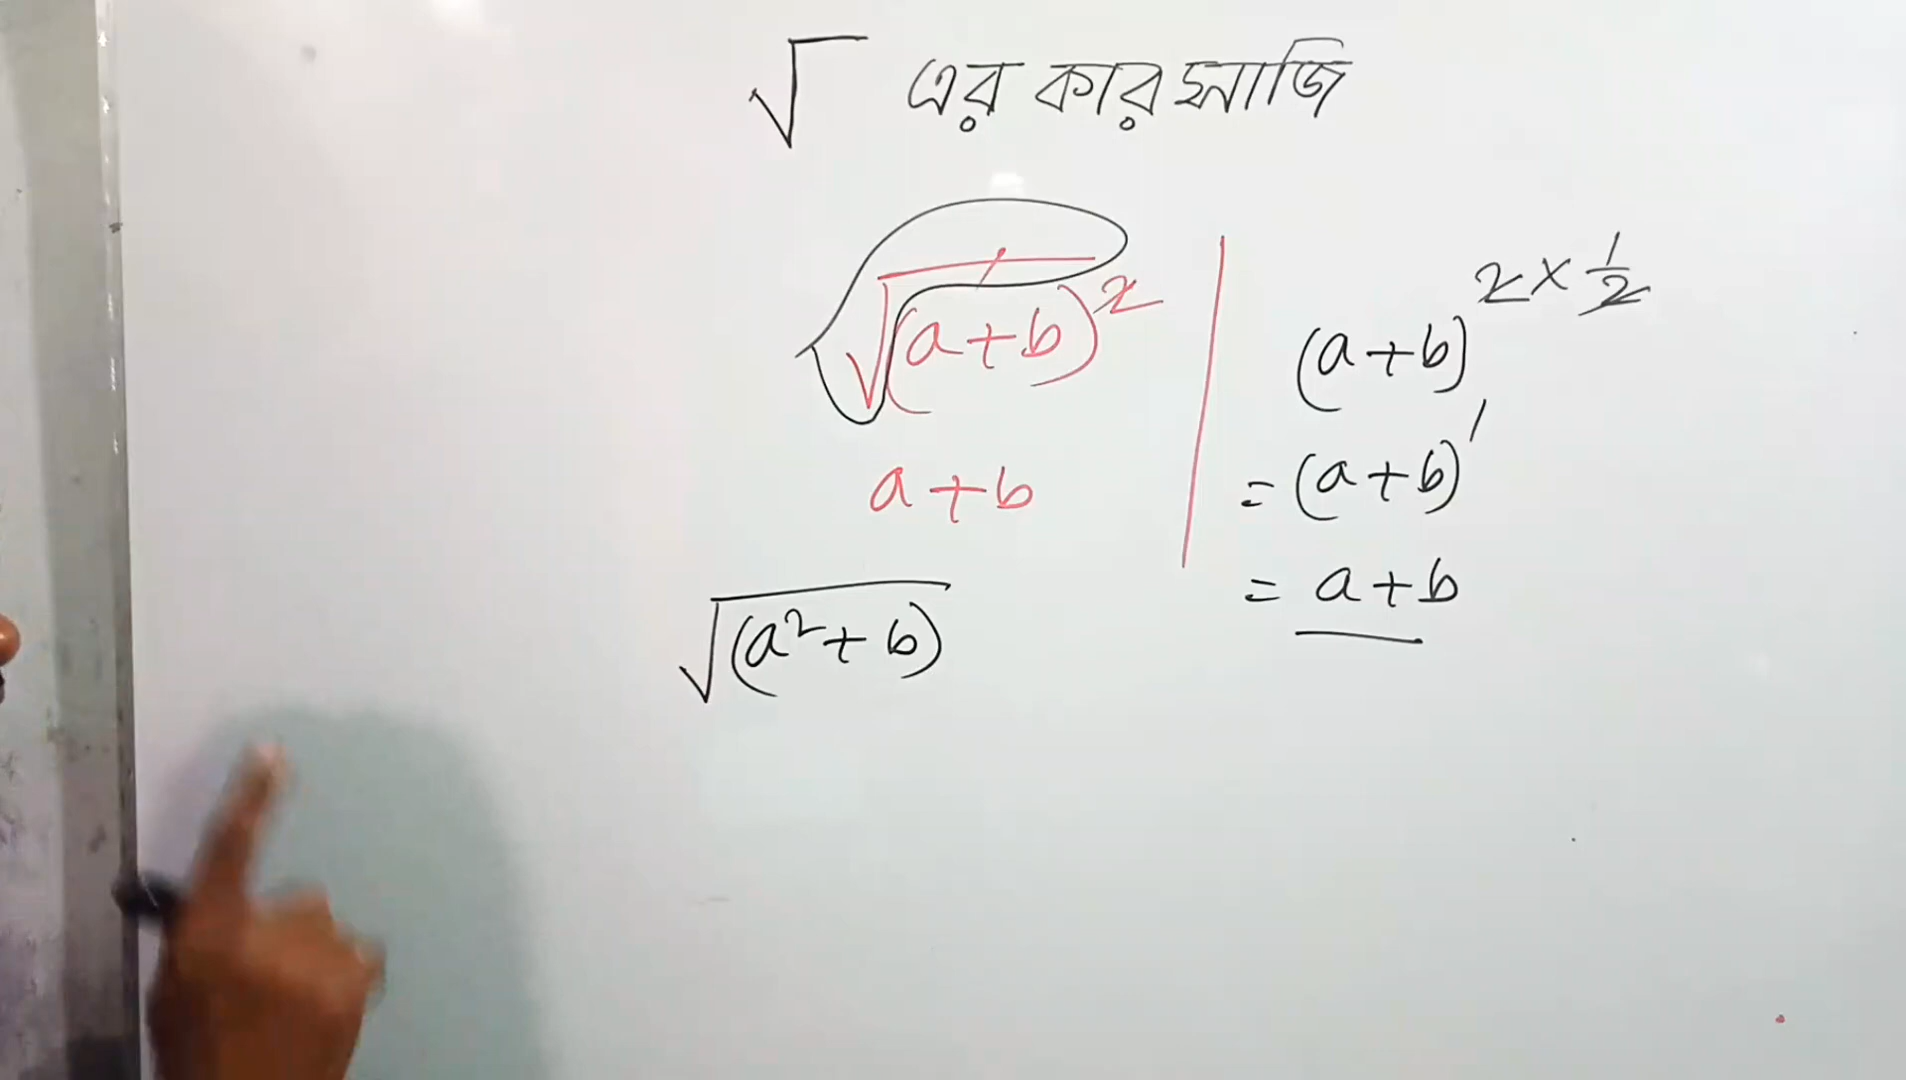 √ এর কারসাজি
√(a+b)²
a+b
√(a²+b)
(a+b)^2×1/2
=(a+b)^1
= a+b